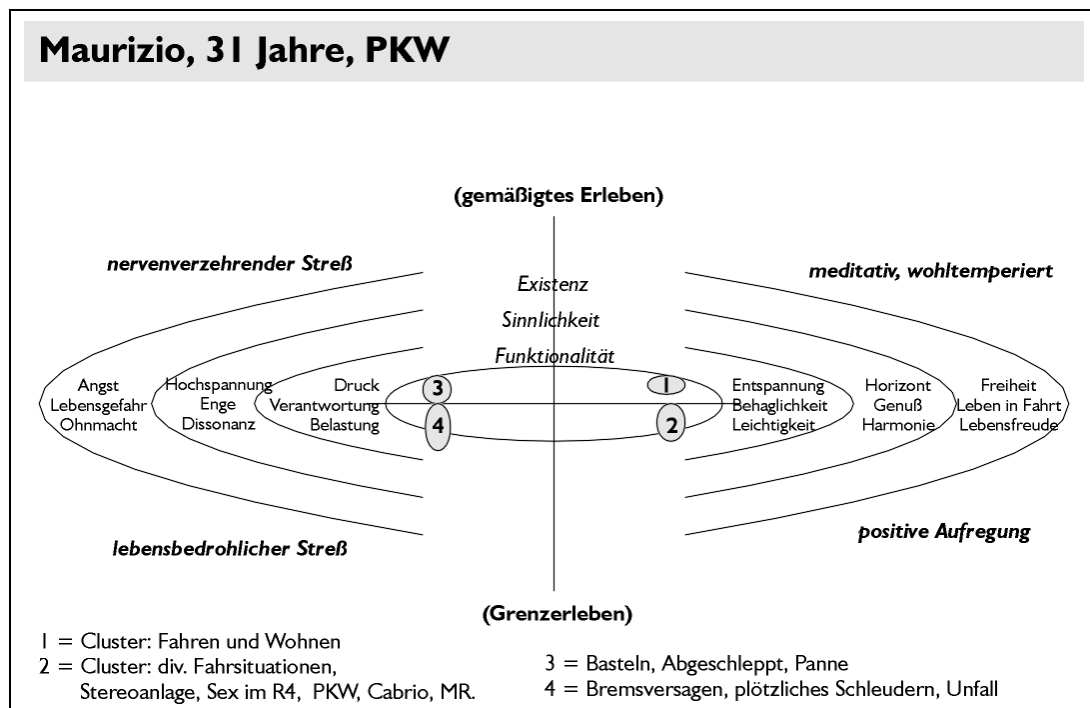 Maurizio, 31 Jahre, PKW
(gemäßigtes Erleben)
nervenverzehrender Streß
meditativ, wohltemperiert
Existenz
Sinnlichkeit
Funktionalität
Angst
Lebensgefahr
Ohnmacht
Hochspannung
Enge
Dissonanz
Druck
Verantwortung
Belastung
3
4
1
2
Entspannung
Behaglichkeit
Leichtigkeit
Horizont
Genuß
Harmonie
Freiheit
Leben in Fahrt
Lebensfreude
lebensbedrohlicher Streß
positive Aufregung
(Grenzerleben)
1 = Cluster: Fahren und Wohnen
2 = Cluster: div. Fahrsituationen,
Stereoanlage, Sex im R4, PKW, Cabrio, MR.
3 = Basteln, Abgeschleppt, Panne
4 = Bremsversagen, plötzliches Schleudern, Unfall